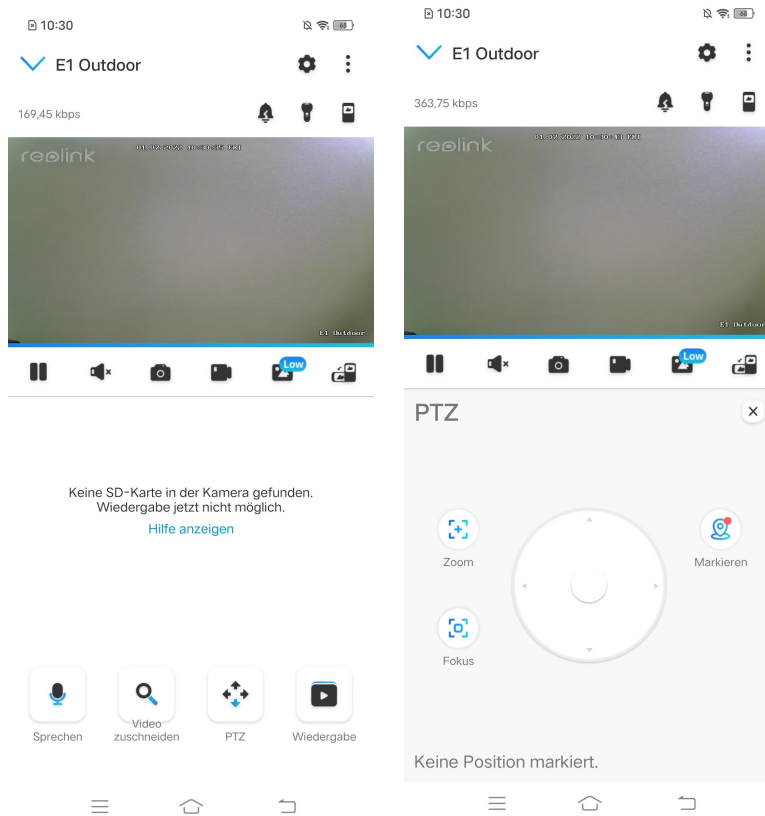 10:30
68
E1 Outdoor
169,45 kbps
reolink
E1 Outdoor
Low
Keine SD-Karte in der Kamera gefunden.
Wiedergabe jetzt nicht möglich.
Hilfe anzeigen
Sprechen
Video
zuschneiden
PTZ
Wiedergabe
10:30
68
E1 Outdoor
363,75 kbps
reolink
E1 Outdoor
Low
PTZ
Zoom
Markieren
Fokus
Keine Position markiert.